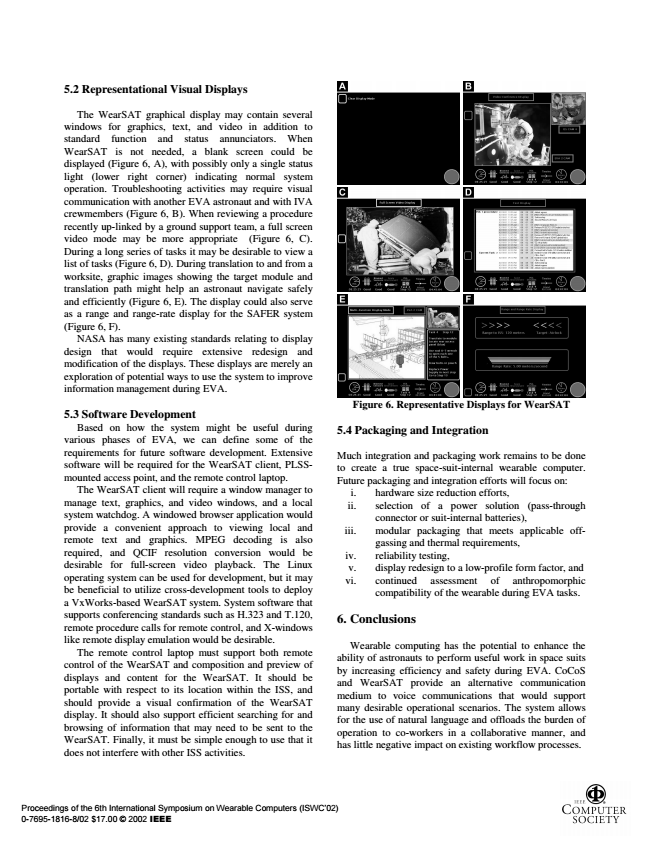 5.2 Representational Visual Displays
The WearSAT graphical display may contain several
windows for graphics, text, and video in addition to
standard function and status annunciators. When
WearSAT is not needed, a blank screen could be
displayed (Figure 6, A), with possibly only a single status
light (lower right corner) indicating normal system
operation. Troubleshooting activities may require visual
communication with another EVA astronaut and with IVA
crewmembers (Figure 6, B). When reviewing a procedure
recently up-linked by a ground support team, a full screen
video mode may be more appropriate (Figure 6, C).
During a long series of tasks it may be desirable to view a
list of tasks (Figure 6, D). During translation to and from a
worksite, graphic images showing the target module and
translation path might help an astronaut navigate safely
and efficiently (Figure 6, E). The display could also serve
as a range and range-rate display for the SAFER system
(Figure 6, F).
NASA has many existing standards relating to display
design that would require extensive redesign and
modification of the displays. These displays are merely an
exploration of potential ways to use the system to improve
information management during EVA.
5.3 Software Development
Based on how the system might be useful during
various phases of EVA, we can define some of the
requirements for future software development. Extensive
software will be required for the WearSAT client, PLSS-
mounted access point, and the remote control laptop.
The WearSAT client will require a window manager to
manage text, graphics, and video windows, and a local
system watchdog. A windowed browser application would
provide a convenient approach to viewing local and
remote text and graphics. MPEG decoding is also
required, and QCIF resolution conversion would be
desirable for full-screen video playback. The Linux
operating system can be used for development, but it may
be beneficial to utilize cross-development tools to deploy
a VxWorks-based WearSAT system. System software that
supports conferencing standards such as H.323 and T.120,
remote procedure calls for remote control, and X-windows
like remote display emulation would be desirable.
The remote control laptop must support both remote
control of the WearSAT and composition and preview of
displays and content for the WearSAT. It should be
portable with respect to its location within the ISS, and
should provide a visual confirmation of the WearSAT
display. It should also support efficient searching for and
browsing of information that may need to be sent to the
WearSAT. Finally, it must be simple enough to use that it
does not interfere with other ISS activities.
A
B
C
Full Screen Video Display
D
E
F
>>>> <<<<
Figure 6. Representative Displays for WearSAT
5.4 Packaging and Integration
Much integration and packaging work remains to be done
to create a true space-suit-internal wearable computer.
Future packaging and integration efforts will focus on:
i. hardware size reduction efforts,
ii. selection of a power solution (pass-through
connector or suit-internal batteries),
iii. modular packaging that meets applicable off-
gassing and thermal requirements,
iv. reliability testing,
v. display redesign to a low-profile form factor, and
vi. continued assessment of anthropomorphic
compatibility of the wearable during EVA tasks.
6. Conclusions
Wearable computing has the potential to enhance the
ability of astronauts to perform useful work in space suits
by increasing efficiency and safety during EVA. CoCoS
and WearSAT provide an alternative communication
medium to voice communications that would support
many desirable operational scenarios. The system allows
for the use of natural language and offloads the burden of
operation to co-workers in a collaborative manner, and
has little negative impact on existing workflow processes.
Proceedings of the 6th International Symposium on Wearable Computers (ISWC'02)
0-7695-1816-8/02 $17.00 © 2002 IEEE
IEEE
COMPUTER
SOCIETY